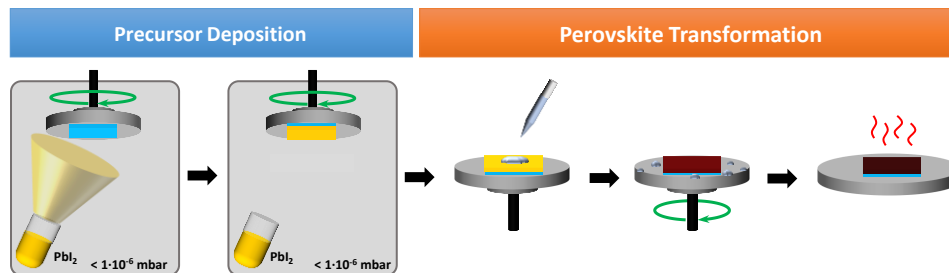 Precursor Deposition
Perovskite Transformation
PbI₂
< 1·10⁻⁶ mbar
PbI₂
< 1·10⁻⁶ mbar